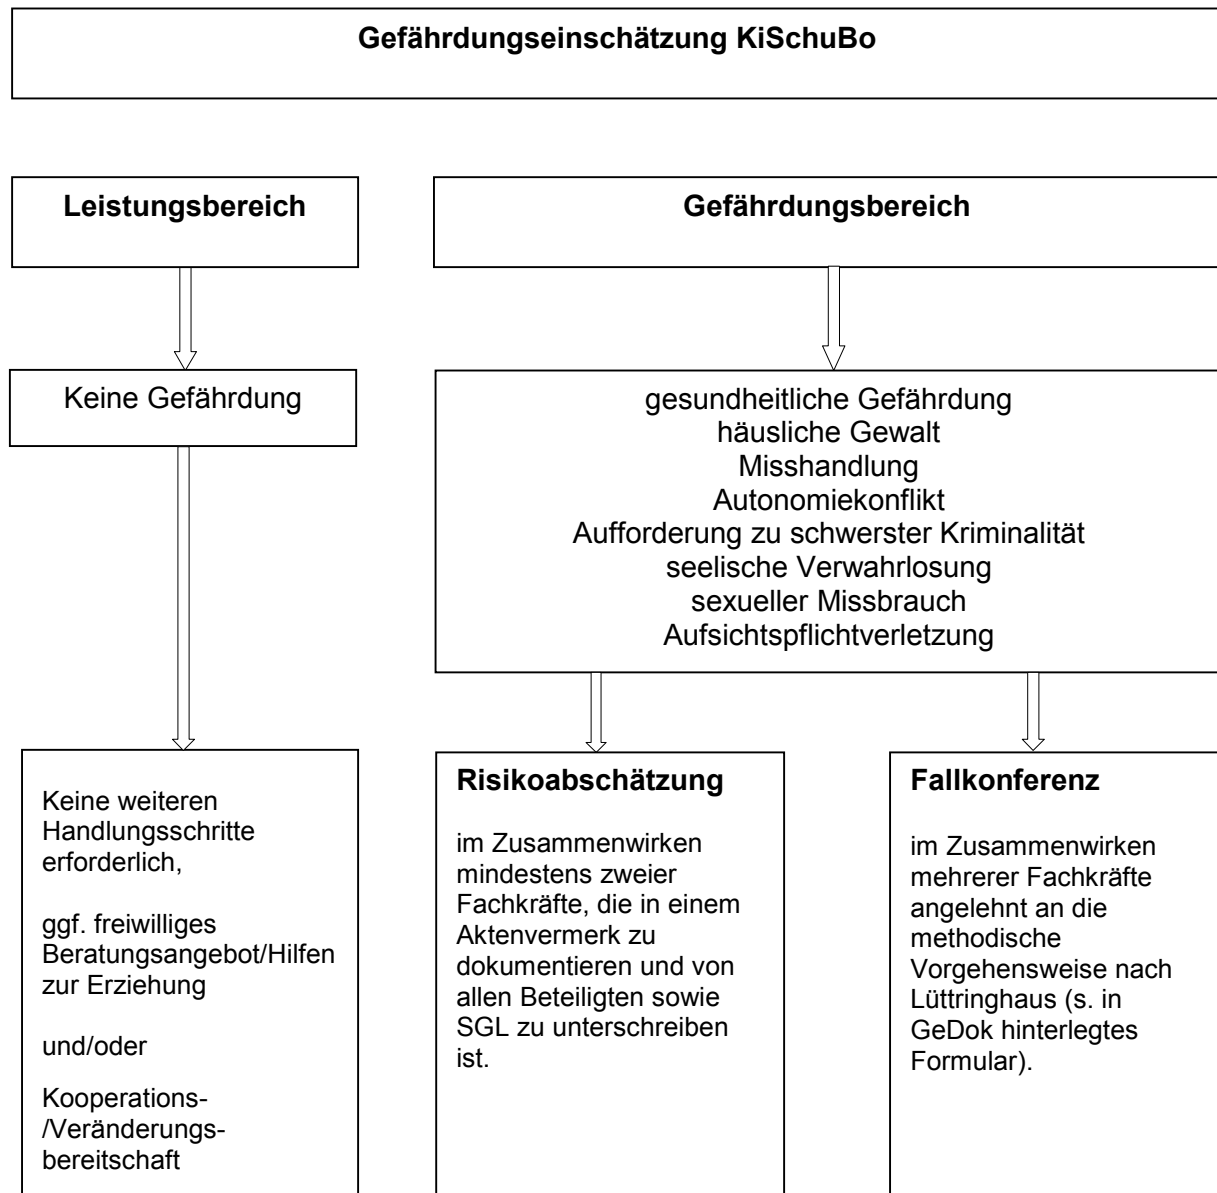 Gefährdungseinschätzung KiSchuBo
Leistungsbereich
Gefährdungsbereich
Keine Gefährdung
gesundheitliche Gefährdung
häusliche Gewalt
Misshandlung
Autonomiekonflikt
Aufforderung zu schwerster Kriminalität
seelische Verwahrlosung
sexueller Missbrauch
Aufsichtspflichtverletzung
Keine weiteren
Handlungsschritte
erforderlich,
ggf. freiwilliges
Beratungsangebot/Hilfen
zur Erziehung
und/oder
Kooperations-
/Veränderungs-
bereitschaft
Risikoabschätzung
im Zusammenwirken
mindestens zweier
Fachkräfte, die in einem
Aktenvermerk zu
dokumentieren und von
allen Beteiligten sowie
SGL zu unterschreiben
ist.
Fallkonferenz
im Zusammenwirken
mehrerer Fachkräfte
angelehnt an die
methodische
Vorgehensweise nach
Lüttringhaus (s. in
GeDok hinterlegtes
Formular).